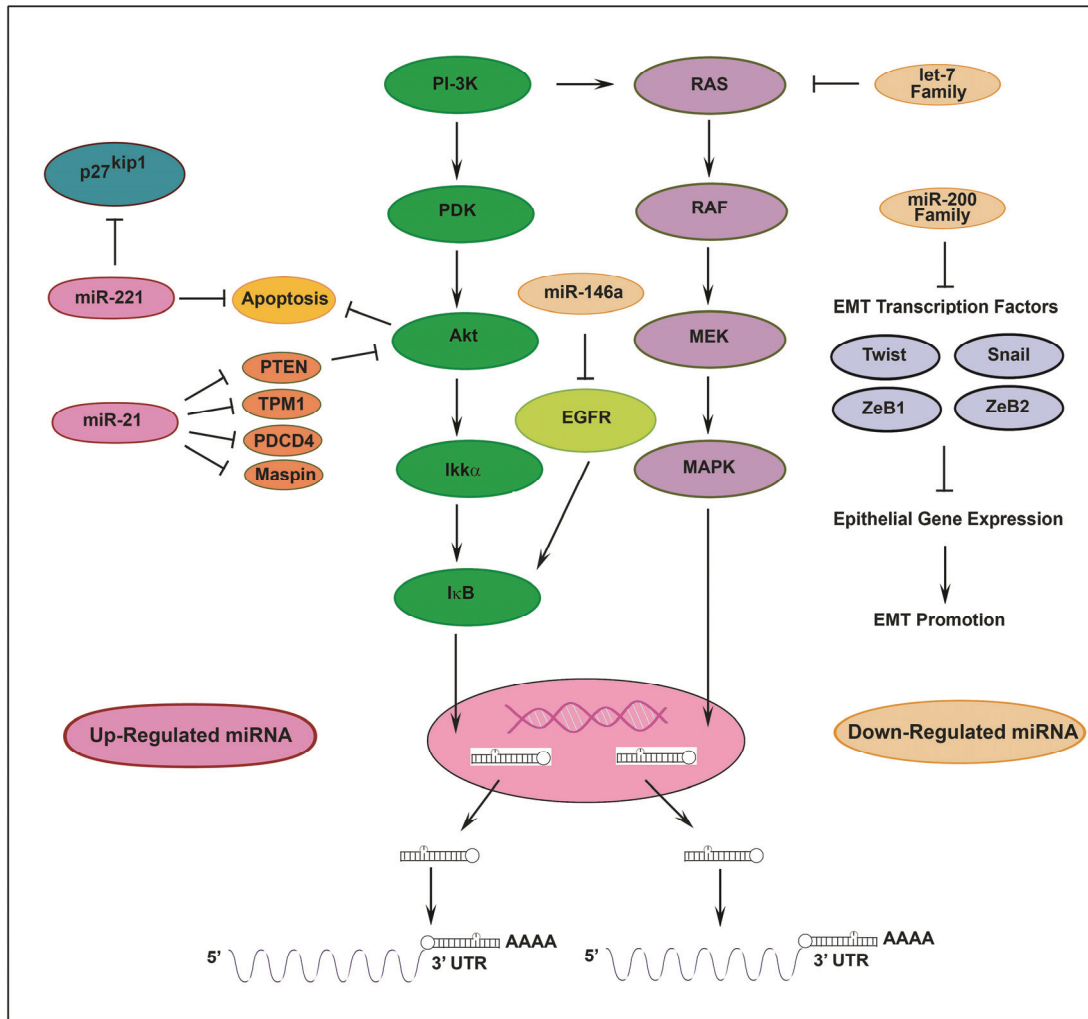 PI-3K
RAS
let-7
Family
p27kip1
PDK
RAF
miR-200
Family
miR-221
Apoptosis
miR-146a
EMT Transcription Factors
Akt
MEK
Twist
Snail
PTEN
TPM1
miR-21
PDCD4
Maspin
EGFR
ZeB1
ZeB2
Ikkα
MAPK
Epithelial Gene Expression
IκB
EMT Promotion
Up-Regulated miRNA
Down-Regulated miRNA
5’
AAAA
3’ UTR
5’
AAAA
3’ UTR